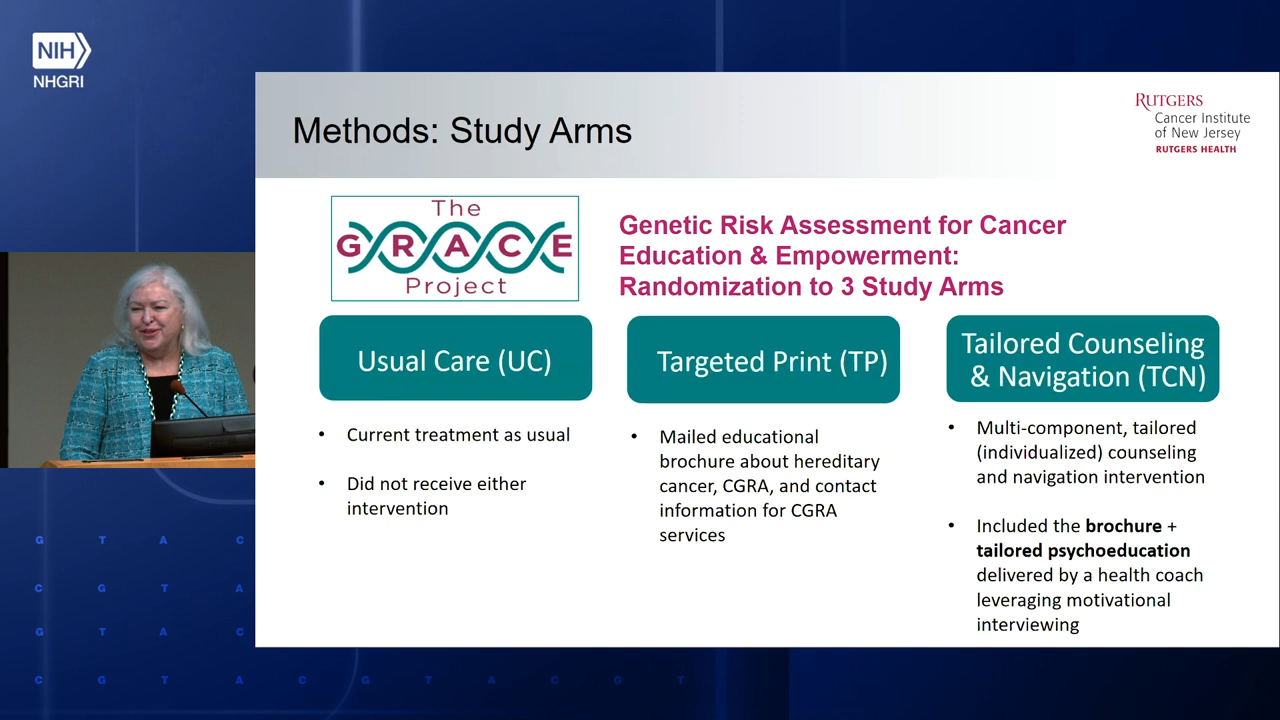 NIH
NHGRI
Methods: Study Arms
RUTGERS
Cancer Institute
of New Jersey
RUTGERS HEALTH
The
GRACE
Project
Genetic Risk Assessment for Cancer
Education & Empowerment:
Randomization to 3 Study Arms
Usual Care (UC)
• Current treatment as usual
• Did not receive either
intervention
Targeted Print (TP)
• Mailed educational
brochure about hereditary
cancer, CGRA, and contact
information for CGRA
services
Tailored Counseling
& Navigation (TCN)
• Multi-component, tailored
(individualized) counseling
and navigation intervention
• Included the brochure +
tailored psychoeducation
delivered by a health coach
leveraging motivational
interviewing
G T A C
C G T A
G T A C
C G T A C G T A C G T